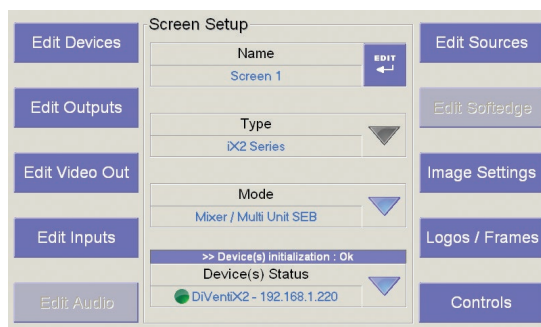 Screen Setup
Edit Devices
Edit Outputs
Edit Video Out
Edit Inputs
Edit Audio
Name
EDIT
Screen 1
Type
iX2 Series
Mode
Mixer / Multi Unit SEB
>> Device(s) initialization : Ok
Device(s) Status
DiVentiX2 - 192.168.1.220
Edit Sources
Edit Softedge
Image Settings
Logos / Frames
Controls